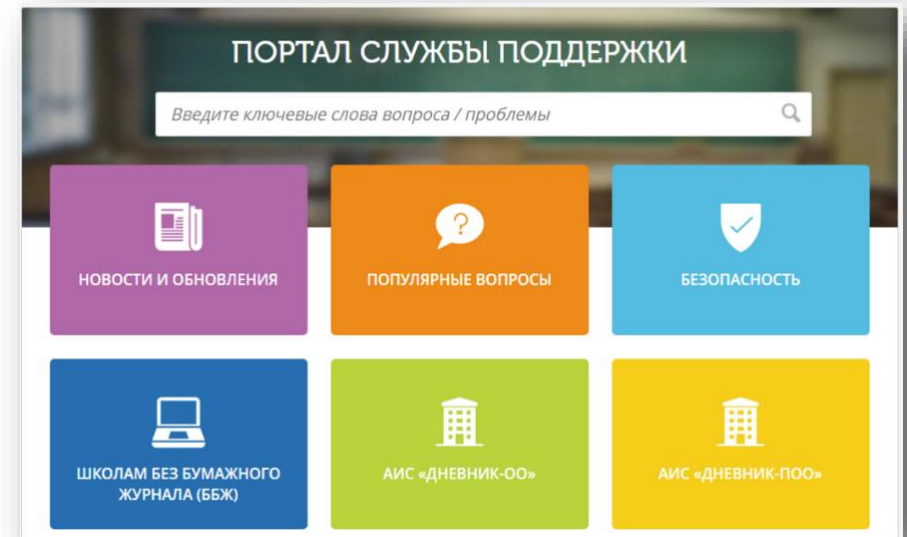 ПОРТАЛ СЛУЖБЫ ПОДДЕРЖКИ
Введите ключевые слова вопроса / проблемы
НОВОСТИ И ОБНОВЛЕНИЯ
ПОПУЛЯРНЫЕ ВОПРОСЫ
БЕЗОПАСНОСТЬ
ШКОЛАМ БЕЗ БУМАЖНОГО
ЖУРНАЛА (ББЖ)
АИС «ДНЕВНИК-ОО»
АИС «ДНЕВНИК-ПОО»